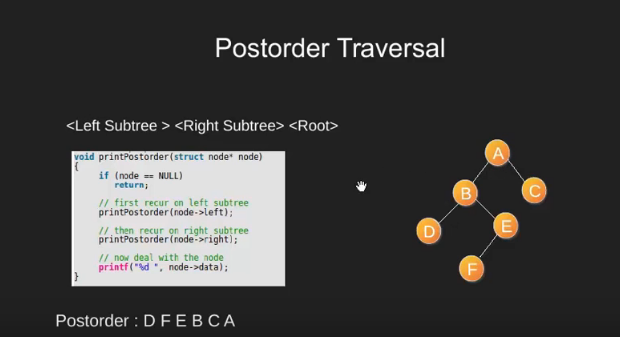 Postorder Traversal
<Left Subtree > <Right Subtree> <Root>
void printPostorder(struct node* node)
{
if (node == NULL)
return;
// first recur on left subtree
printPostorder(node->left);
// then recur on right subtree
printPostorder(node->right);
// now deal with the node
printf("%d ", node->data);
}
A
B
C
D
E
F
Postorder : D F E B C A